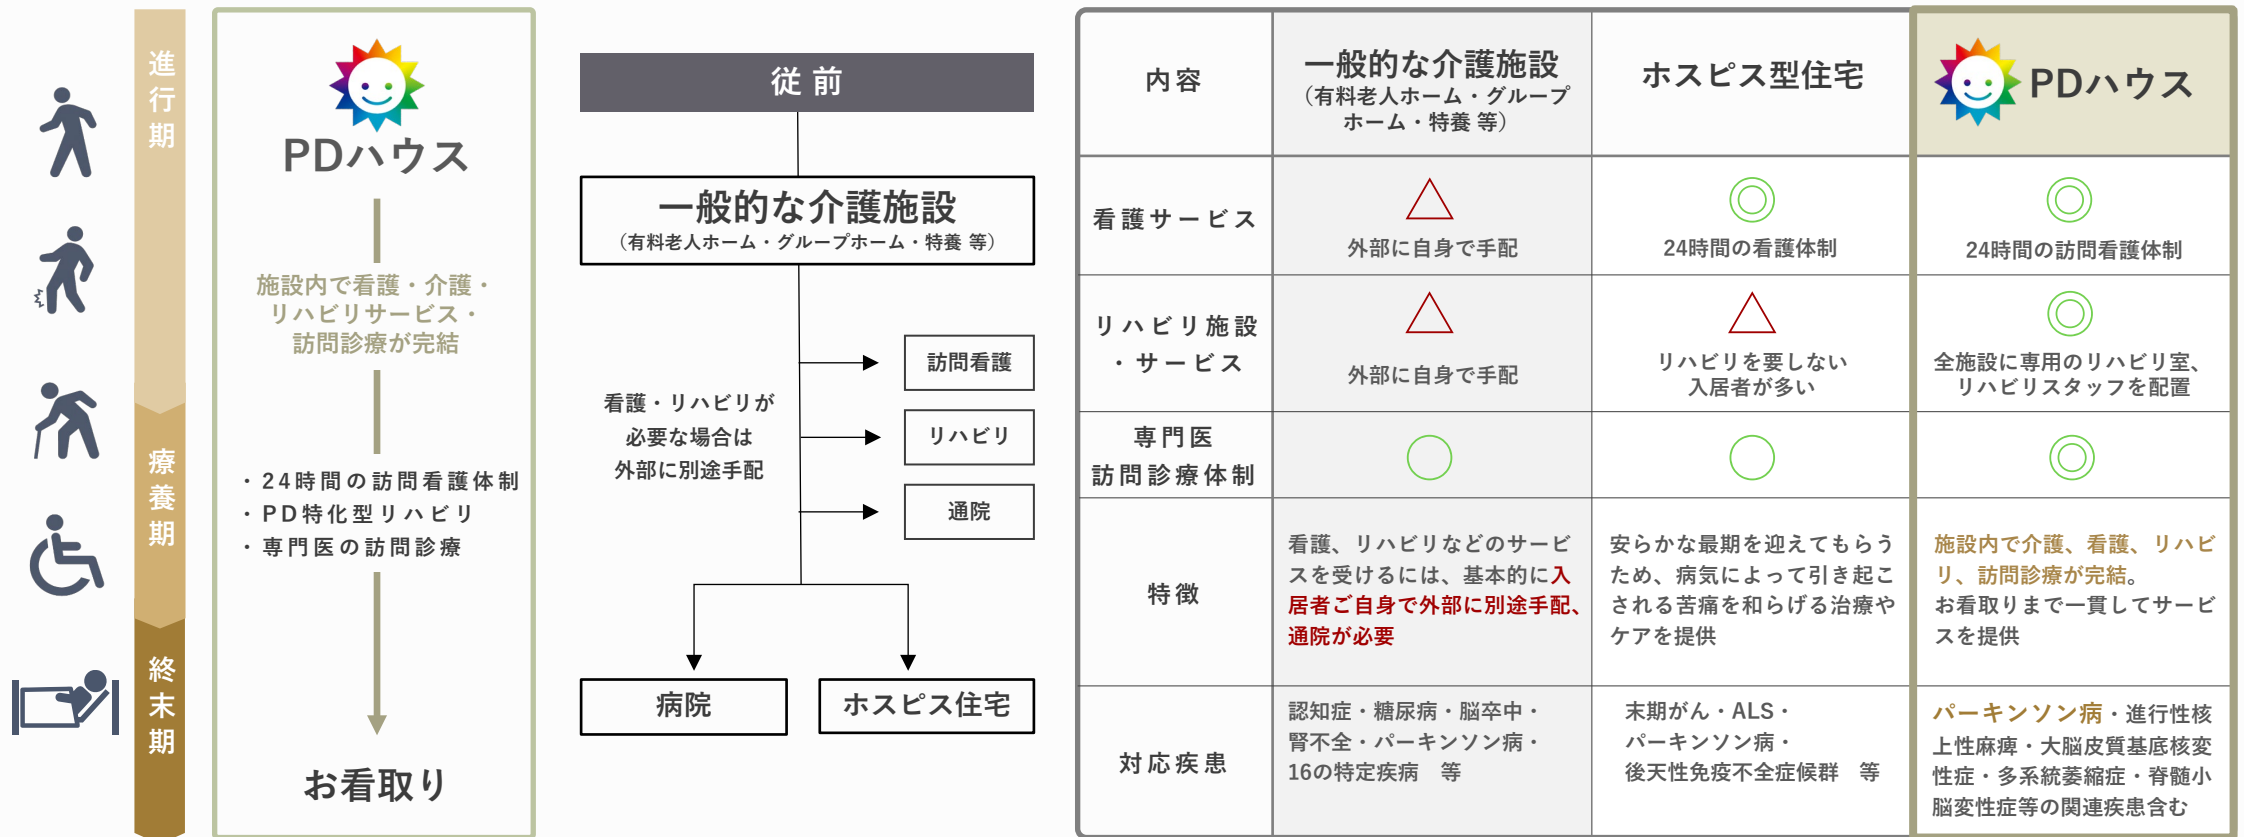 進行期
療養期
終末期
PDハウス
施設内で看護・介護・
リハビリサービス・
訪問診療が完結
・24時間の訪問看護体制
・PD特化型リハビリ
・専門医の訪問診療
お看取り
従前
一般的な介護施設
（有料老人ホーム・グループホーム・特養 等）
看護・リハビリが
必要な場合は
外部に別途手配
訪問看護
リハビリ
通院
病院
ホスピス住宅
内容
一般的な介護施設
（有料老人ホーム・グループ
ホーム・特養 等）
ホスピス型住宅
PDハウス
看護サービス
外部に自身で手配
24時間の看護体制
24時間の訪問看護体制
リハビリ施設
・サービス
外部に自身で手配
リハビリを要しない
入居者が多い
全施設に専用のリハビリ室、
リハビリスタッフを配置
専門医
訪問診療体制
特徴
看護、リハビリなどのサービ
スを受けるには、基本的に入
居者ご自身で外部に別途手配、
通院が必要
安らかな最期を迎えてもらう
ため、病気によって引き起こ
される苦痛を和らげる治療や
ケアを提供
施設内で介護、看護、リハビ
リ、訪問診療が完結。
お看取りまで一貫してサービ
スを提供
対応疾患
認知症・糖尿病・脳卒中・
腎不全・パーキンソン病・
16の特定疾病　等
末期がん・ALS・
パーキンソン病・
後天性免疫不全症候群　等
パーキンソン病・進行性核
上性麻痺・大脳皮質基底核変
性症・多系統萎縮症・脊髄小
脳変性症等の関連疾患含む